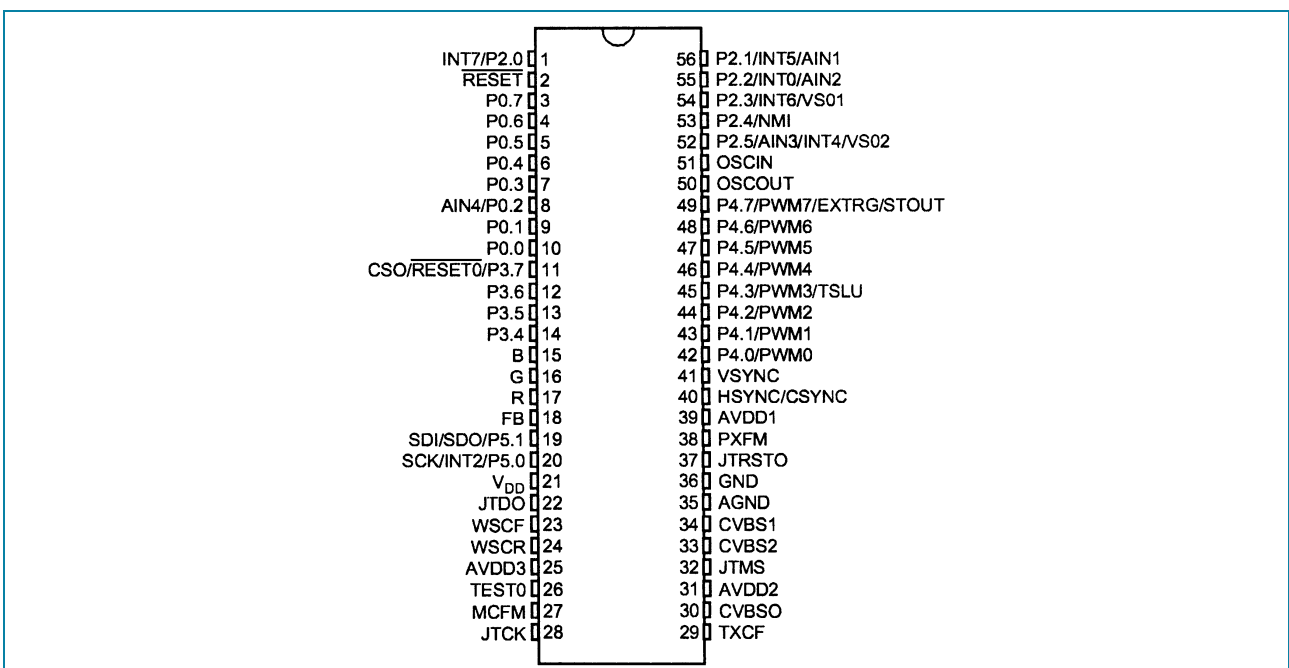 INT7/P2.0 1 56 P2.1/INT5/AIN1
RESET 2 55 P2.2/INT0/AIN2
P0.7 3 54 P2.3/INT6/VS01
P0.6 4 53 P2.4/NMI
P0.5 5 52 P2.5/AIN3/INT4/VS02
P0.4 6 51 OSCIN
P0.3 7 50 OSCOUT
AIN4/P0.2 8 49 P4.7/PWM7/EXTRG/STOUT
P0.1 9 48 P4.6/PWM6
P0.0 10 47 P4.5/PWM5
CSO/RESET0/P3.7 11 46 P4.4/PWM4
P3.6 12 45 P4.3/PWM3/TSLU
P3.5 13 44 P4.2/PWM2
P3.4 14 43 P4.1/PWM1
B 15 42 P4.0/PWM0
G 16 41 VSYNC
R 17 40 HSYNC/CSYNC
FB 18 39 AVDD1
SDI/SDO/P5.1 19 38 PXFM
SCK/INT2/P5.0 20 37 JTRSTO
VDD 21 36 GND
JTDO 22 35 AGND
WSCF 23 34 CVBS1
WSCR 24 33 CVBS2
AVDD3 25 32 JTMS
TEST0 26 31 AVDD2
MCFM 27 30 CVBSO
JTCK 28 29 TXCF